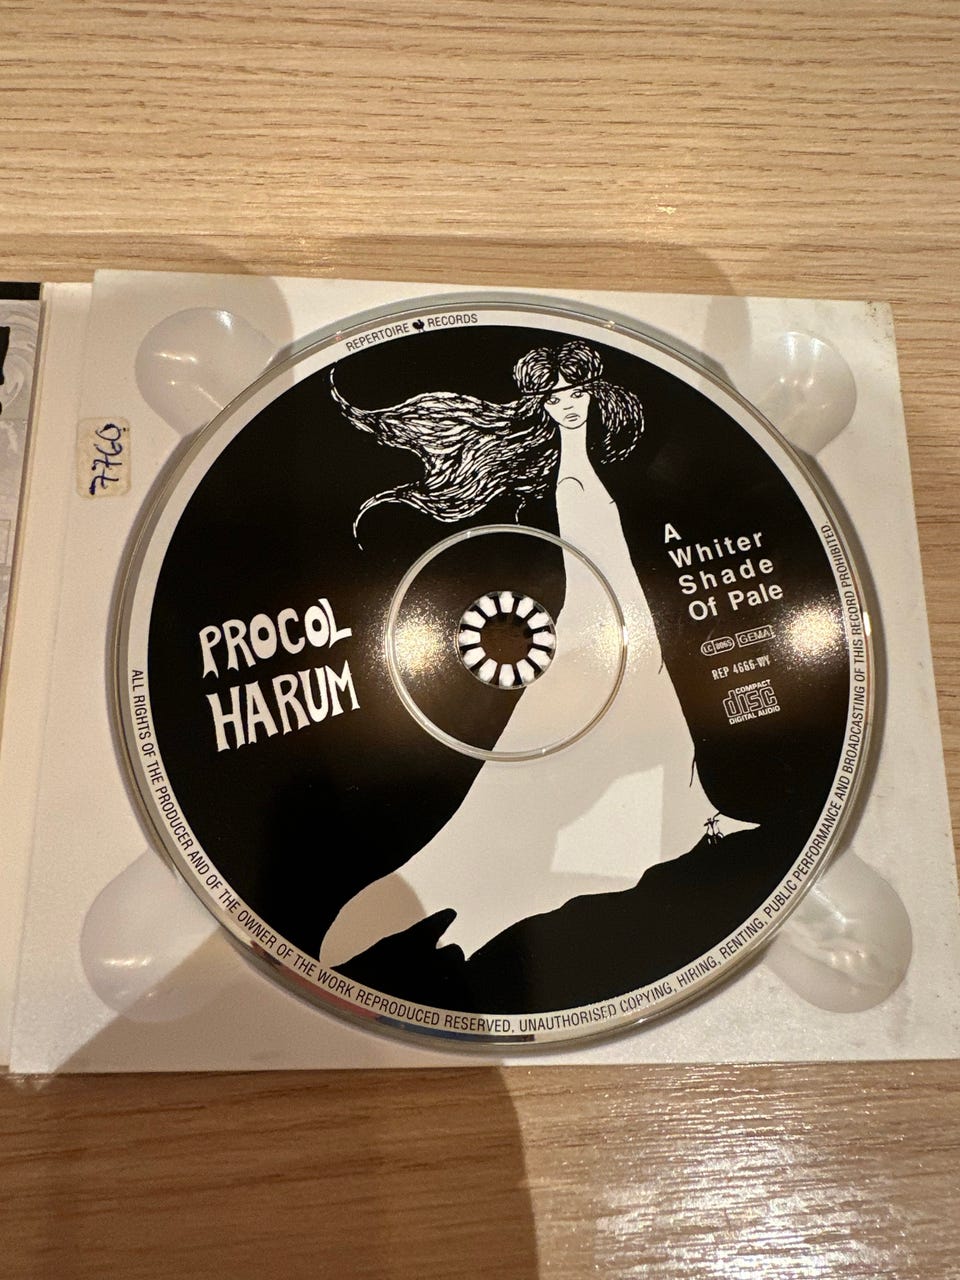 REPERTOIRE RECORDS
7760
A
Whiter
Shade
Of Pale
PROCOL
HARUM
LC 8065 GEMA
REP 4666-WY
COMPACT
disc
DIGITAL AUDIO
ALL RIGHTS OF THE PRODUCER AND OF THE OWNER OF THE WORK REPRODUCED RESERVED, UNAUTHORISED COPYING, HIRING, RENTING, PUBLIC PERFORMANCE AND BROADCASTING OF THIS RECORD PROHIBITED